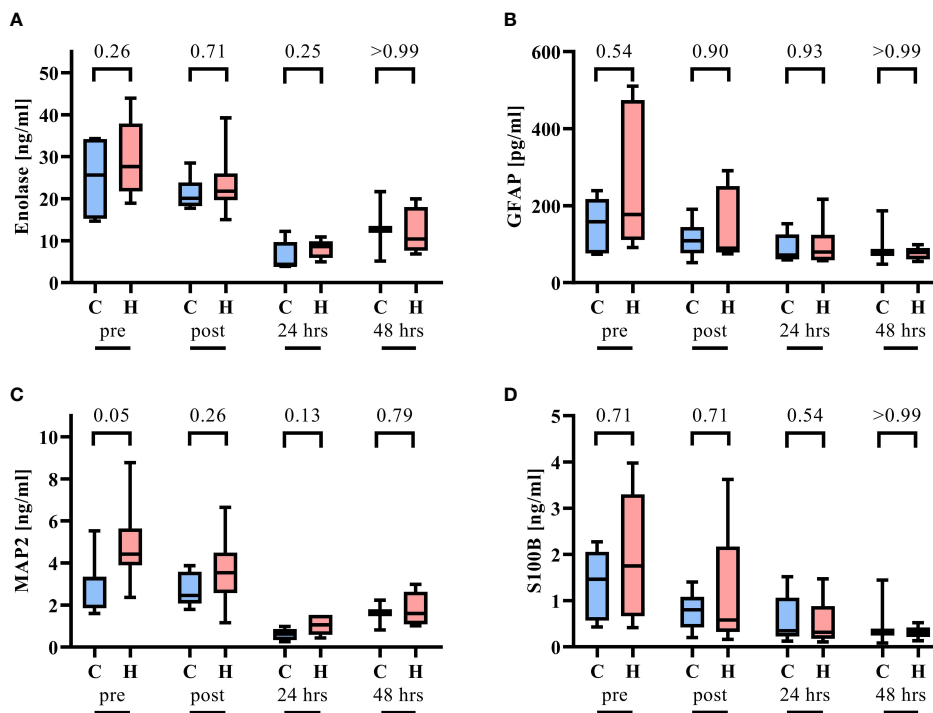 A
0.26 0.71 0.25 >0.99
Enolase [ng/ml]
50
40
30
20
10
0
C H C H C H C H
pre post 24 hrs 48 hrs
B
0.54 0.90 0.93 >0.99
GFAP [pg/ml]
600
400
200
0
C H C H C H C H
pre post 24 hrs 48 hrs
C
0.05 0.26 0.13 0.79
MAP2 [ng/ml]
10
8
6
4
2
0
C H C H C H C H
pre post 24 hrs 48 hrs
D
0.71 0.71 0.54 >0.99
S100B [ng/ml]
5
4
3
2
1
0
C H C H C H C H
pre post 24 hrs 48 hrs